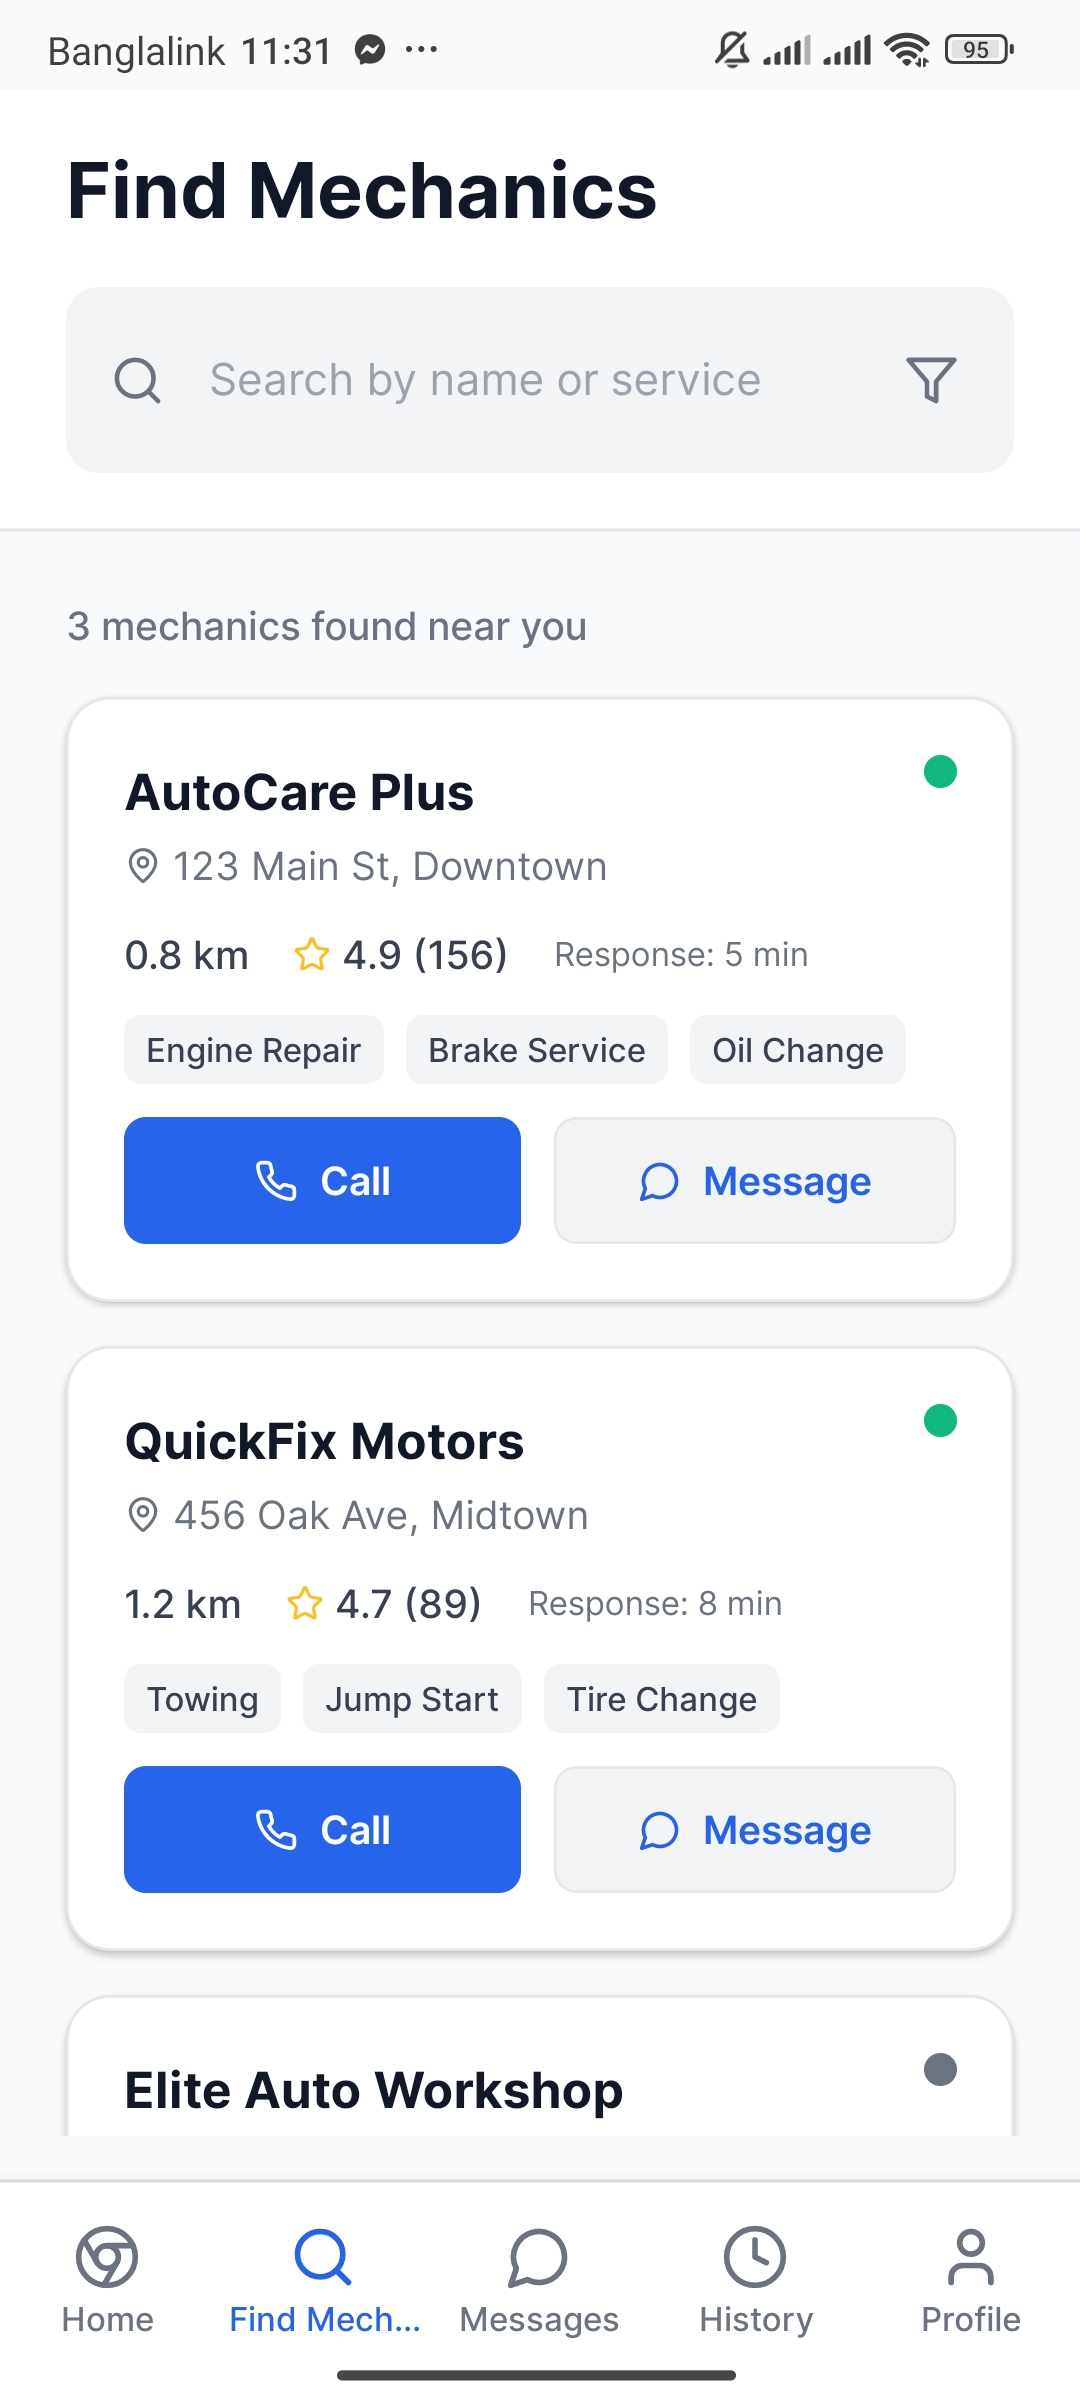 Banglalink 11:31 ...
95
Find Mechanics
Search by name or service
3 mechanics found near you
AutoCare Plus
123 Main St, Downtown
0.8 km 4.9 (156) Response: 5 min
Engine Repair Brake Service Oil Change
Call Message
QuickFix Motors
456 Oak Ave, Midtown
1.2 km 4.7 (89) Response: 8 min
Towing Jump Start Tire Change
Call Message
Elite Auto Workshop
Home Find Mech... Messages History Profile